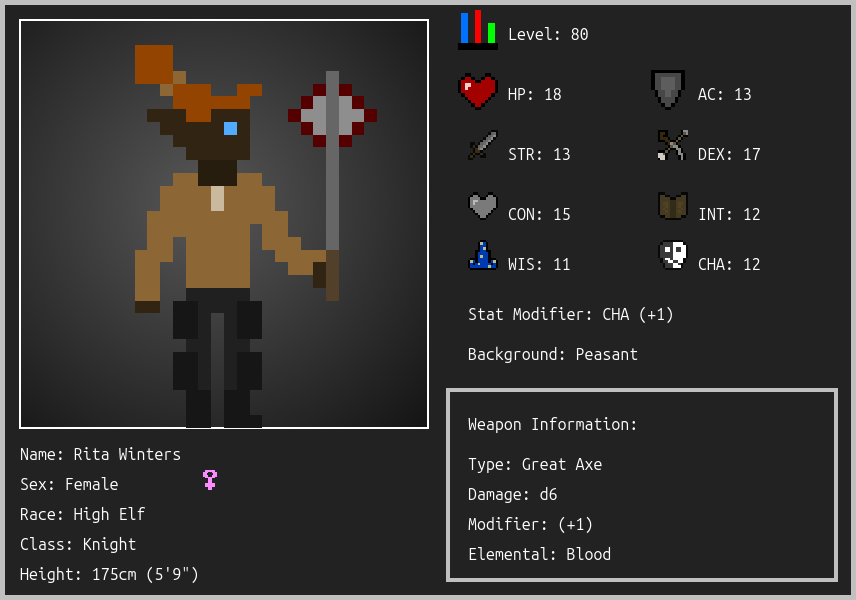 Level: 80
HP: 18
AC: 13
STR: 13
DEX: 17
CON: 15
INT: 12
WIS: 11
CHA: 12
Stat Modifier: CHA (+1)
Background: Peasant
Weapon Information:
Type: Great Axe
Damage: d6
Modifier: (+1)
Elemental: Blood
Name: Rita Winters
Sex: Female
Race: High Elf
Class: Knight
Height: 175cm (5'9")